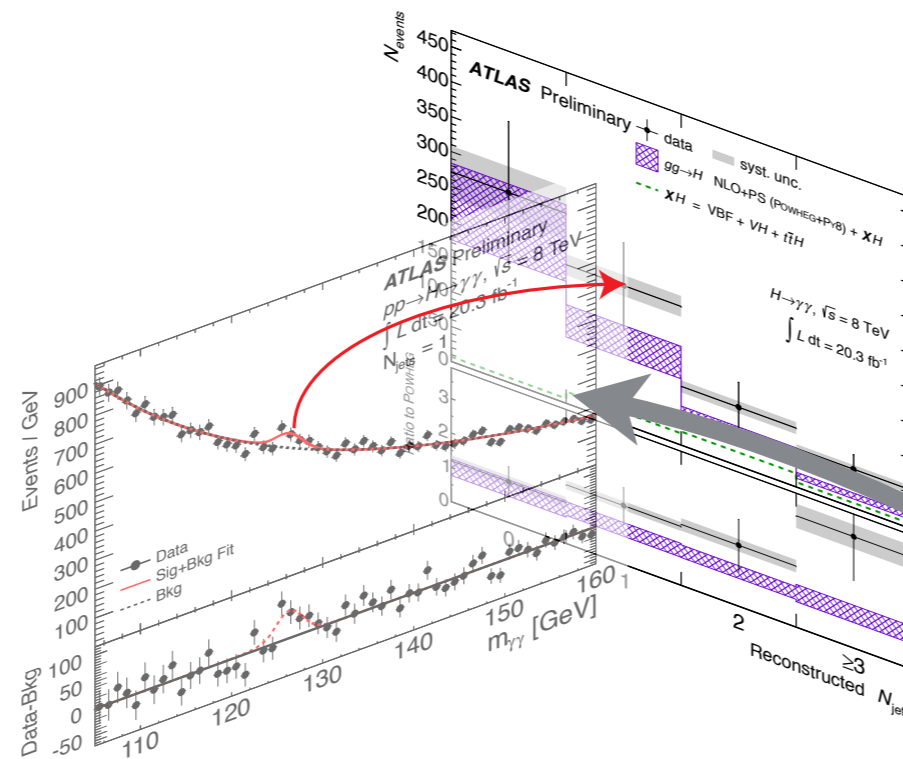 N_events
450
400
350
300
250
200
150
ATLAS Preliminary
data
syst. unc.
gg→H NLO+PS (POWHEG+PY8) + XH
XH = VBF + VH + tt̄H
H→γγ, √s = 8 TeV
∫ L dt = 20.3 fb⁻¹
3
2
1
0
0
1
2
≥3
Reconstructed N_jet
ATLAS Preliminary
pp→H→γγ, √s = 8 TeV
∫ L dt = 20.3 fb⁻¹
N_jets = 1
Events / GeV
900
800
700
600
500
400
300
200
100
Data
Sig+Bkg Fit
Bkg
Data-Bkg
100
50
0
-50
110
120
130
140
150
160
m_γγ [GeV]